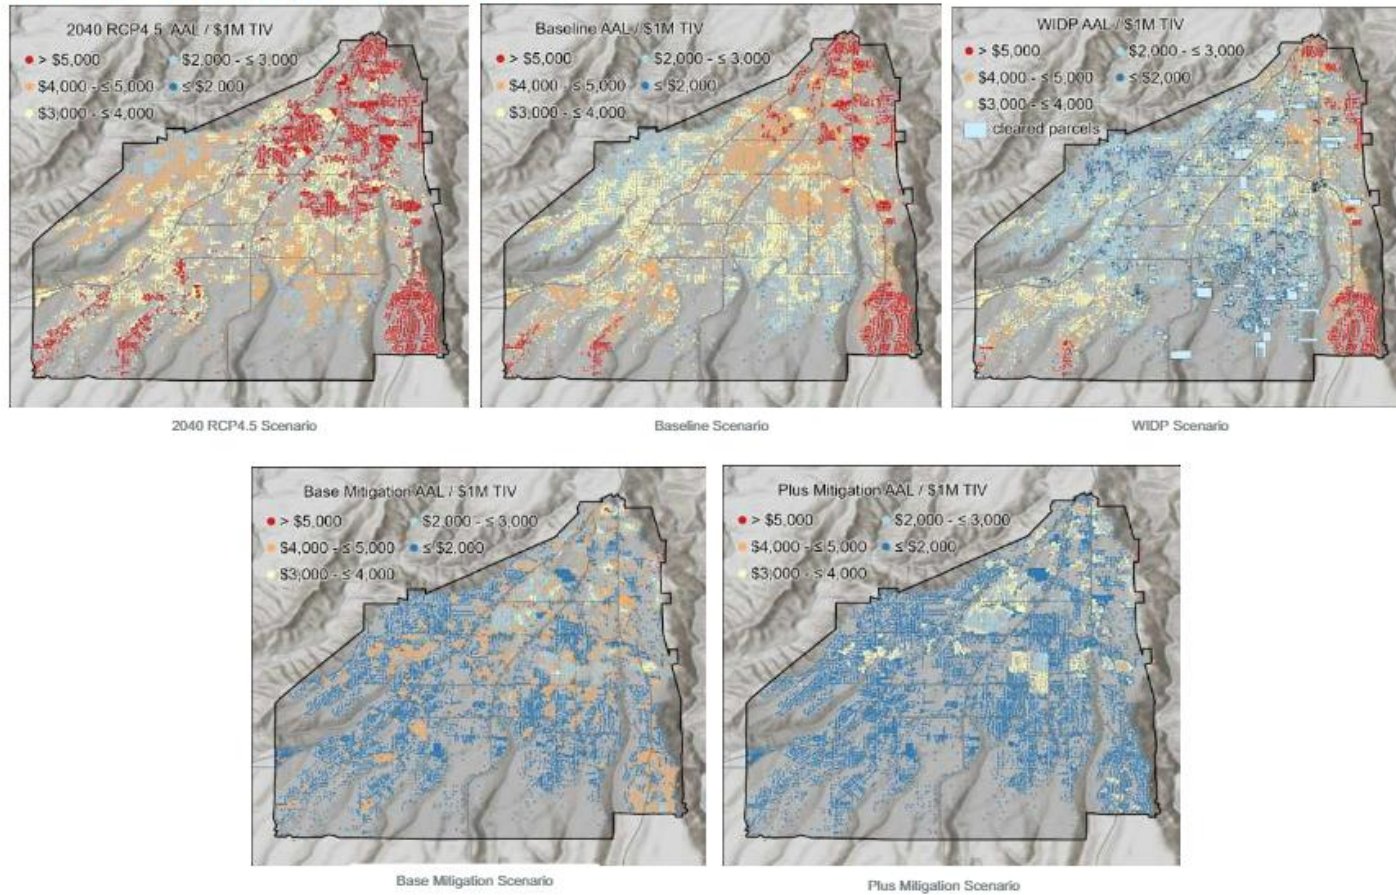 2040 RCP4.5 AAL / $1M TIV
> $5,000
$2,000 - ≤ 3,000
$4,000 - ≤ 5,000
≤ $2,000
$3,000 - ≤ 4,000
2040 RCP4.5 Scenario
Baseline AAL / $1M TIV
> $5,000
$2,000 - ≤ 3,000
$4,000 - ≤ 5,000
≤ $2,000
$3,000 - ≤ 4,000
Baseline Scenario
WIDP AAL / $1M TIV
> $5,000
$2,000 - ≤ 3,000
$4,000 - ≤ 5,000
≤ $2,000
$3,000 - ≤ 4,000
cleared parcels
WIDP Scenario
Base Mitigation AAL / $1M TIV
> $5,000
$2,000 - ≤ 3,000
$4,000 - ≤ 5,000
≤ $2,000
$3,000 - ≤ 4,000
Base Mitigation Scenario
Plus Mitigation AAL / $1M TIV
> $5,000
$2,000 - ≤ 3,000
$4,000 - ≤ 5,000
≤ $2,000
$3,000 - ≤ 4,000
Plus Mitigation Scenario